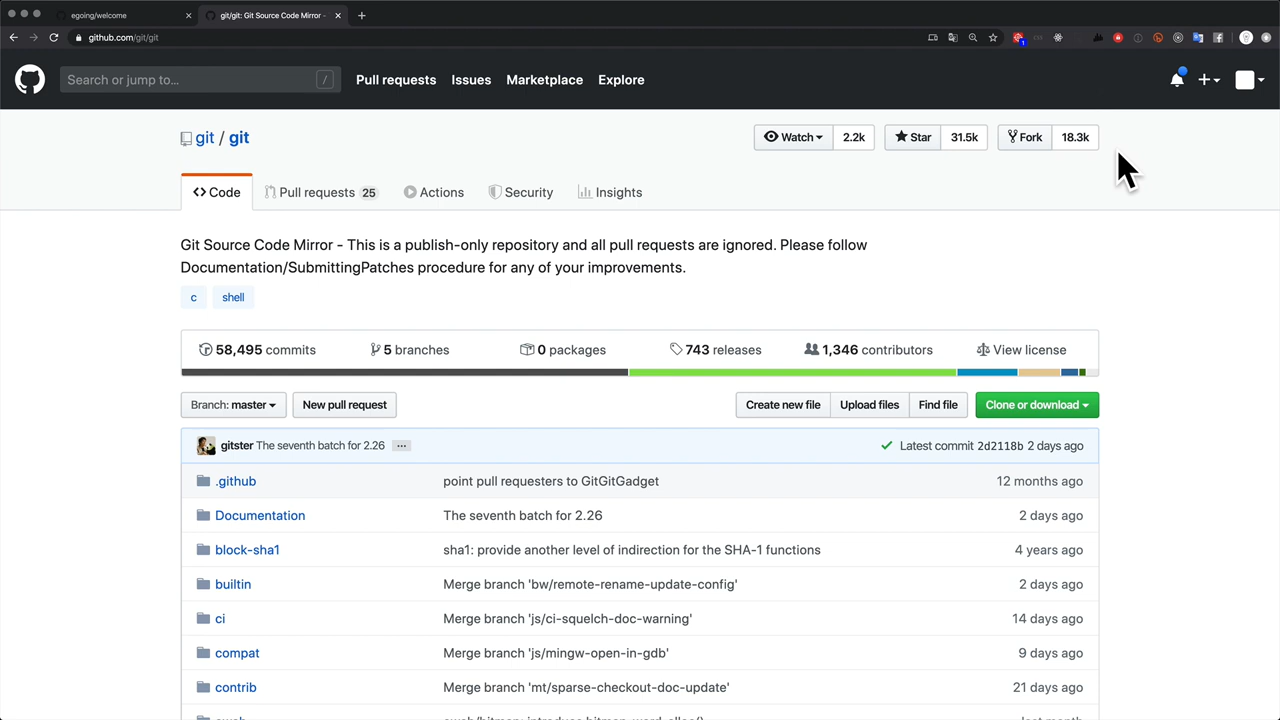 egoing/welcome
git/git: Git Source Code Mirror -
github.com/git/git
1
Search or jump to...
/
Pull requests Issues Marketplace Explore
git / git
Watch 2.2k
Star 31.5k
Fork 18.3k
Code
Pull requests 25
Actions
Security
Insights
Git Source Code Mirror - This is a publish-only repository and all pull requests are ignored. Please follow
Documentation/SubmittingPatches procedure for any of your improvements.
c shell
58,495 commits
5 branches
0 packages
743 releases
1,346 contributors
View license
Branch: master
New pull request
Create new file
Upload files
Find file
Clone or download
gitster The seventh batch for 2.26 ...
Latest commit 2d2118b 2 days ago
.github point pull requesters to GitGitGadget 12 months ago
Documentation The seventh batch for 2.26 2 days ago
block-sha1 sha1: provide another level of indirection for the SHA-1 functions 4 years ago
builtin Merge branch 'bw/remote-rename-update-config' 2 days ago
ci Merge branch 'js/ci-squelch-doc-warning' 14 days ago
compat Merge branch 'js/mingw-open-in-gdb' 9 days ago
contrib Merge branch 'mt/sparse-checkout-doc-update' 21 days ago